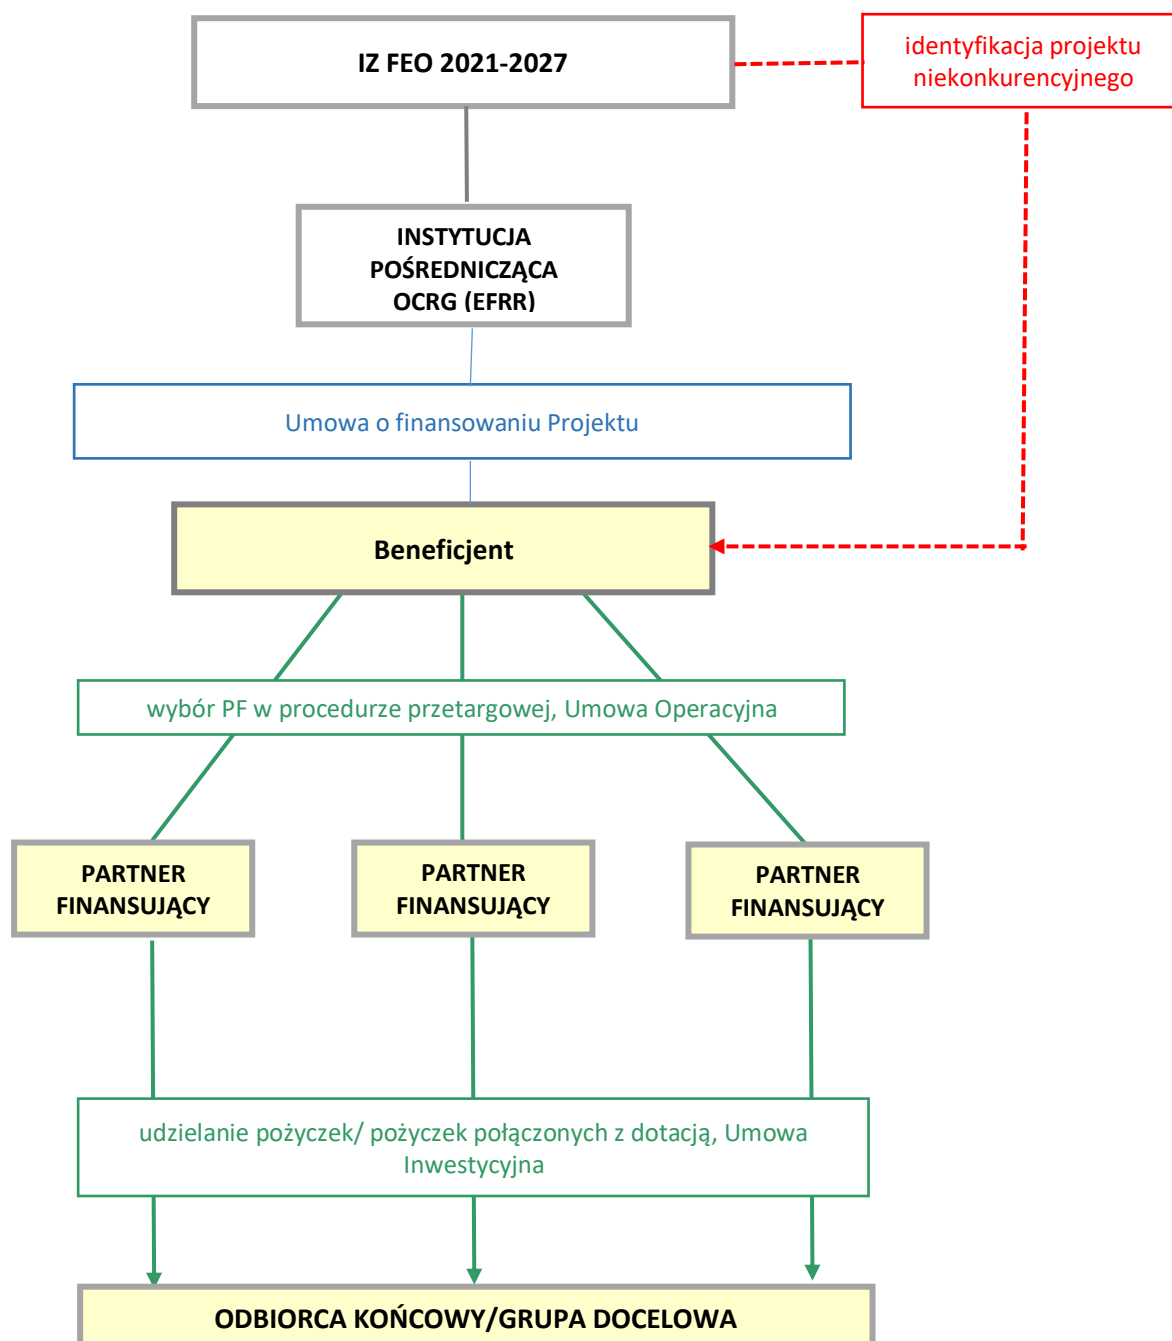 IZ FEO 2021-2027
identyfikacja projektu
niekonkurencyjnego
INSTYTUCJA
POŚREDNICZĄCA
OCRG (EFRR)
Umowa o finansowaniu Projektu
Beneficjent
wybór PF w procedurze przetargowej, Umowa Operacyjna
PARTNER
FINANSUJĄCY
PARTNER
FINANSUJĄCY
PARTNER
FINANSUJĄCY
udzielanie pożyczek/ pożyczek połączonych z dotacją, Umowa
Inwestycyjna
ODBIORCA KOŃCOWY/GRUPA DOCELOWA